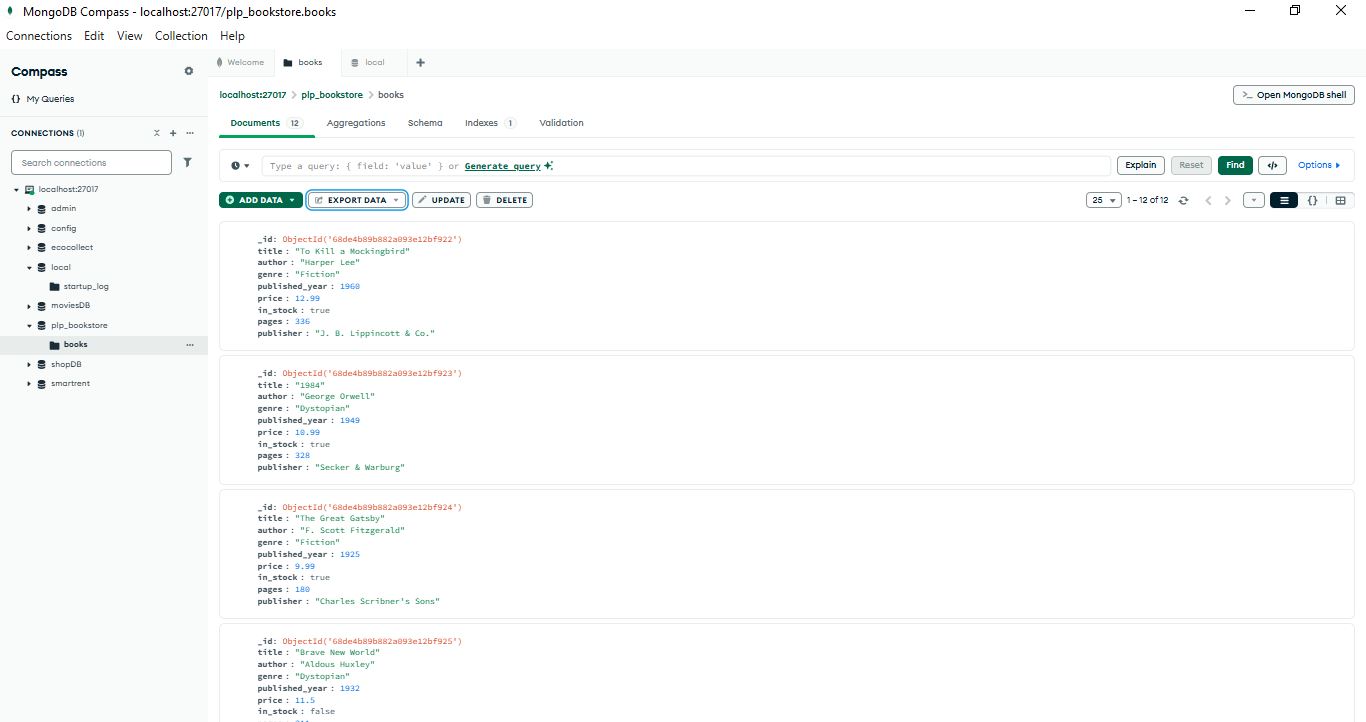 MongoDB Compass - localhost:27017/plp_bookstore.books
Connections Edit View Collection Help
Compass
My Queries
CONNECTIONS (1)
Search connections
localhost:27017
admin
config
ecocollect
local
startup_log
moviesDB
plp_bookstore
books
shopDB
smartrent
Welcome books local
localhost:27017 > plp_bookstore > books
>_ Open MongoDB shell
Documents 12 Aggregations Schema Indexes 1 Validation
Type a query: { field: 'value' } or Generate query
Explain Reset Find </> Options
ADD DATA EXPORT DATA UPDATE DELETE
25 1 – 12 of 12 {}
_id: ObjectId('68de4b89b882a093e12bf922')
title : "To Kill a Mockingbird"
author : "Harper Lee"
genre : "Fiction"
published_year : 1960
price : 12.99
in_stock : true
pages : 336
publisher : "J. B. Lippincott & Co."
_id: ObjectId('68de4b89b882a093e12bf923')
title : "1984"
author : "George Orwell"
genre : "Dystopian"
published_year : 1949
price : 10.99
in_stock : true
pages : 328
publisher : "Secker & Warburg"
_id: ObjectId('68de4b89b882a093e12bf924')
title : "The Great Gatsby"
author : "F. Scott Fitzgerald"
genre : "Fiction"
published_year : 1925
price : 9.99
in_stock : true
pages : 180
publisher : "Charles Scribner's Sons"
_id: ObjectId('68de4b89b882a093e12bf925')
title : "Brave New World"
author : "Aldous Huxley"
genre : "Dystopian"
published_year : 1932
price : 11.5
in_stock : false